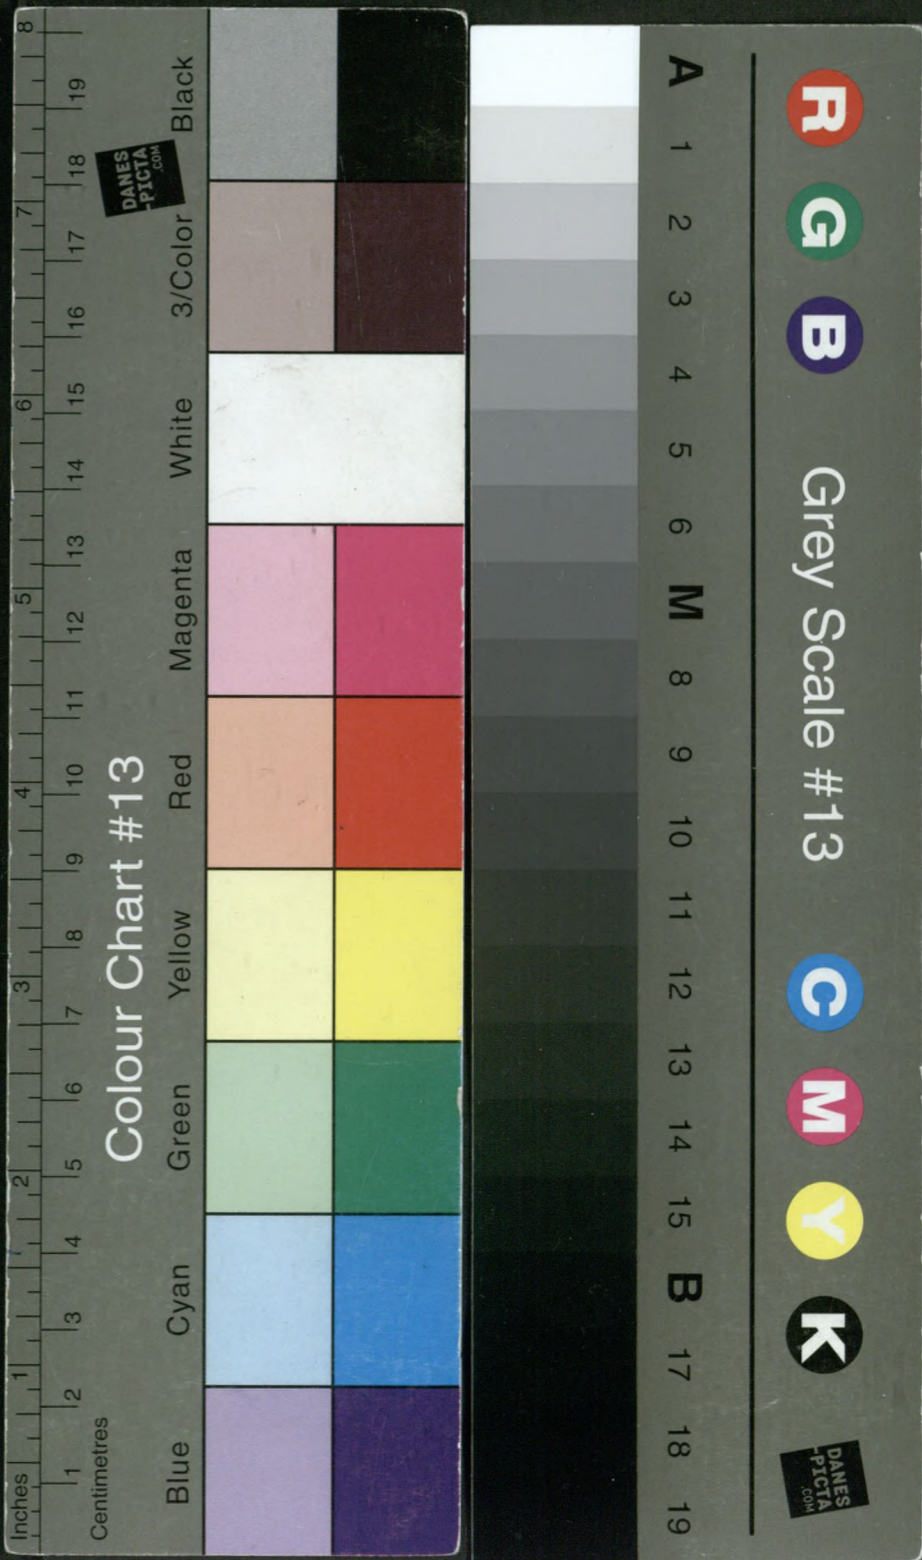 Colour Chart #13
Blue Cyan Green Yellow Red Magenta White 3/Color Black
Inches 1 2 3 4 5 6 7 8
Centimetres 1 2 3 4 5 6 7 8 9 10 11 12 13 14 15 16 17 18 19
DANES
-PICTA
.COM
R G B Grey Scale #13 C M Y K
A 1 2 3 4 5 6 M 8 9 10 11 12 13 14 15 B 17 18 19
DANES
-PICTA
.COM